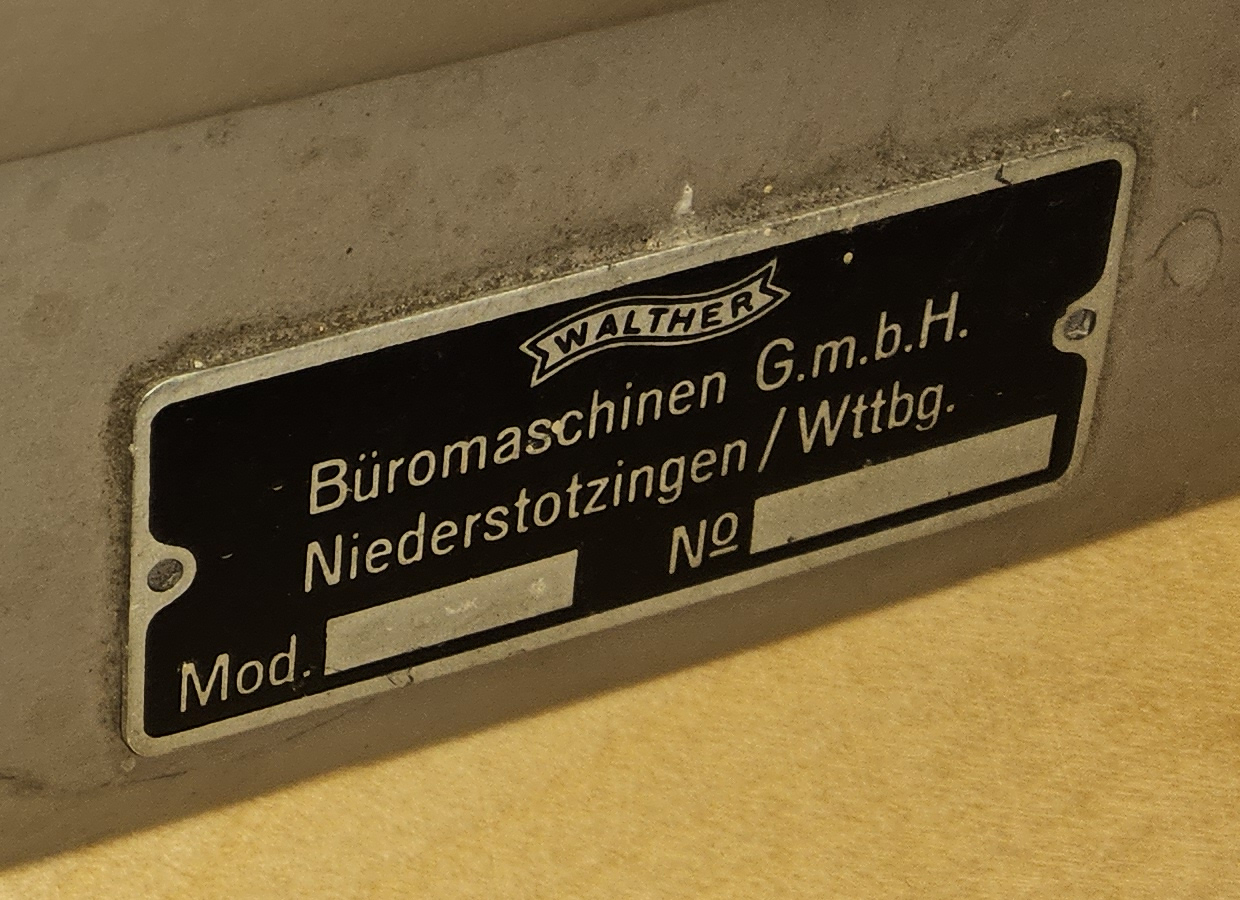 WALTHER
Büromaschinen G.m.b.H.
Niederstotzingen/Wttbg.
Mod. Nº